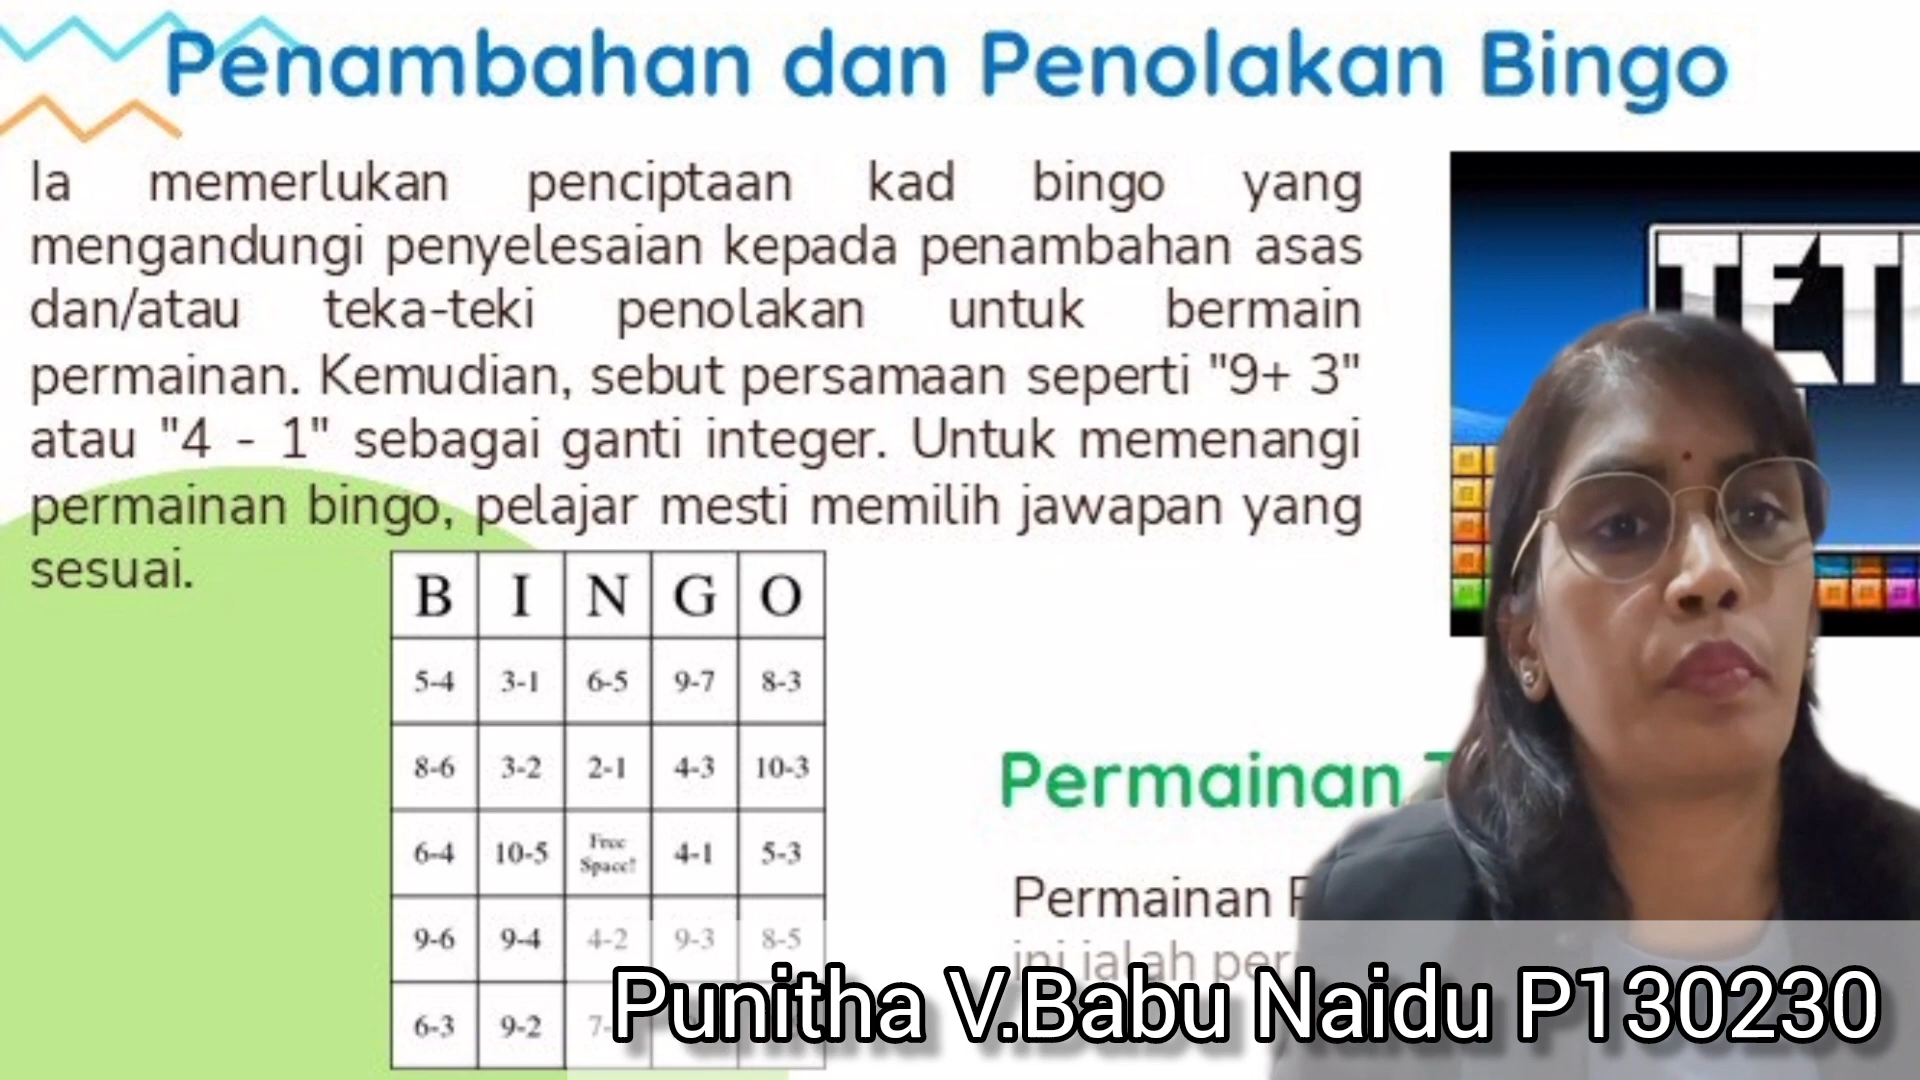 Penambahan dan Penolakan Bingo
Ia memerlukan penciptaan kad bingo yang
mengandungi penyelesaian kepada penambahan asas
dan/atau teka-teki penolakan untuk bermain
permainan. Kemudian, sebut persamaan seperti "9+ 3"
atau "4 - 1" sebagai ganti integer. Untuk memenangi
permainan bingo, pelajar mesti memilih jawapan yang
sesuai.
B I N G O
5-4 3-1 6-5 9-7 8-3
8-6 3-2 2-1 4-3 10-3
6-4 10-5 Free Space! 4-1 5-3
9-6 9-4 4-2 9-3 8-5
6-3 9-2
Permainan
Permainan
ini ialah
Punitha V.Babu Naidu P130230